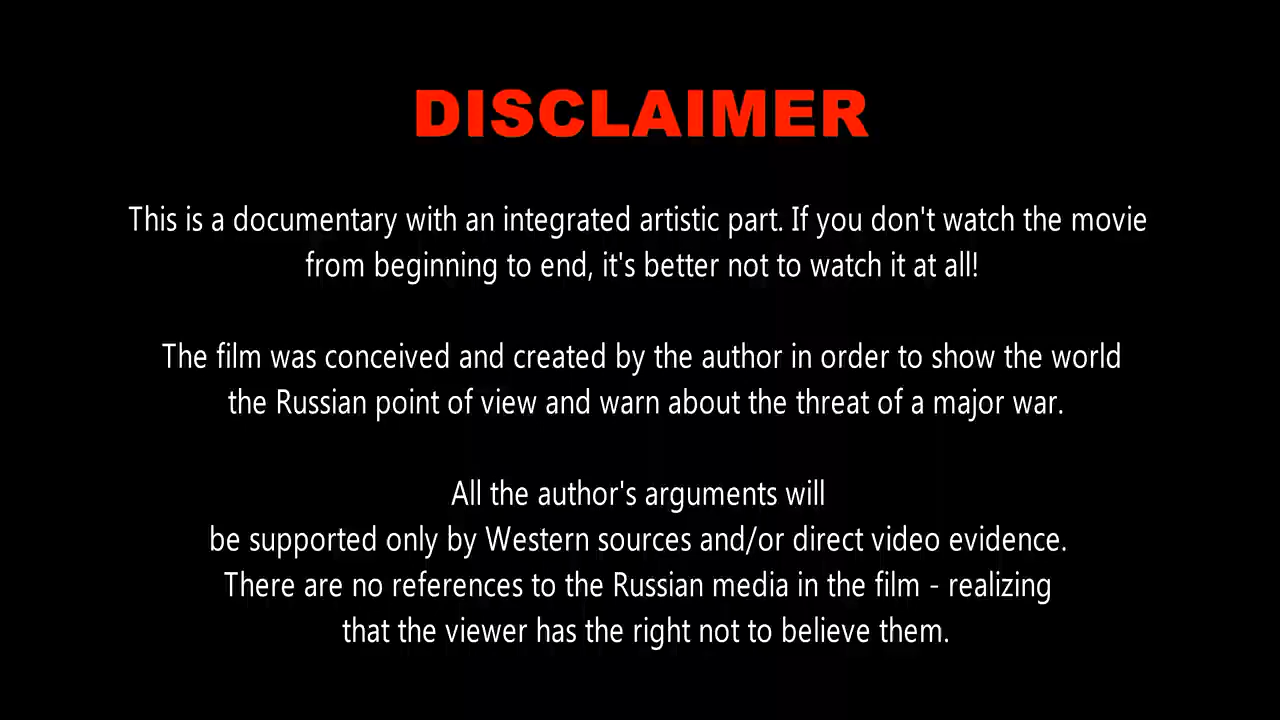 DISCLAIMER
This is a documentary with an integrated artistic part. If you don't watch the movie
from beginning to end, it's better not to watch it at all!
The film was conceived and created by the author in order to show the world
the Russian point of view and warn about the threat of a major war.
All the author's arguments will
be supported only by Western sources and/or direct video evidence.
There are no references to the Russian media in the film - realizing
that the viewer has the right not to believe them.